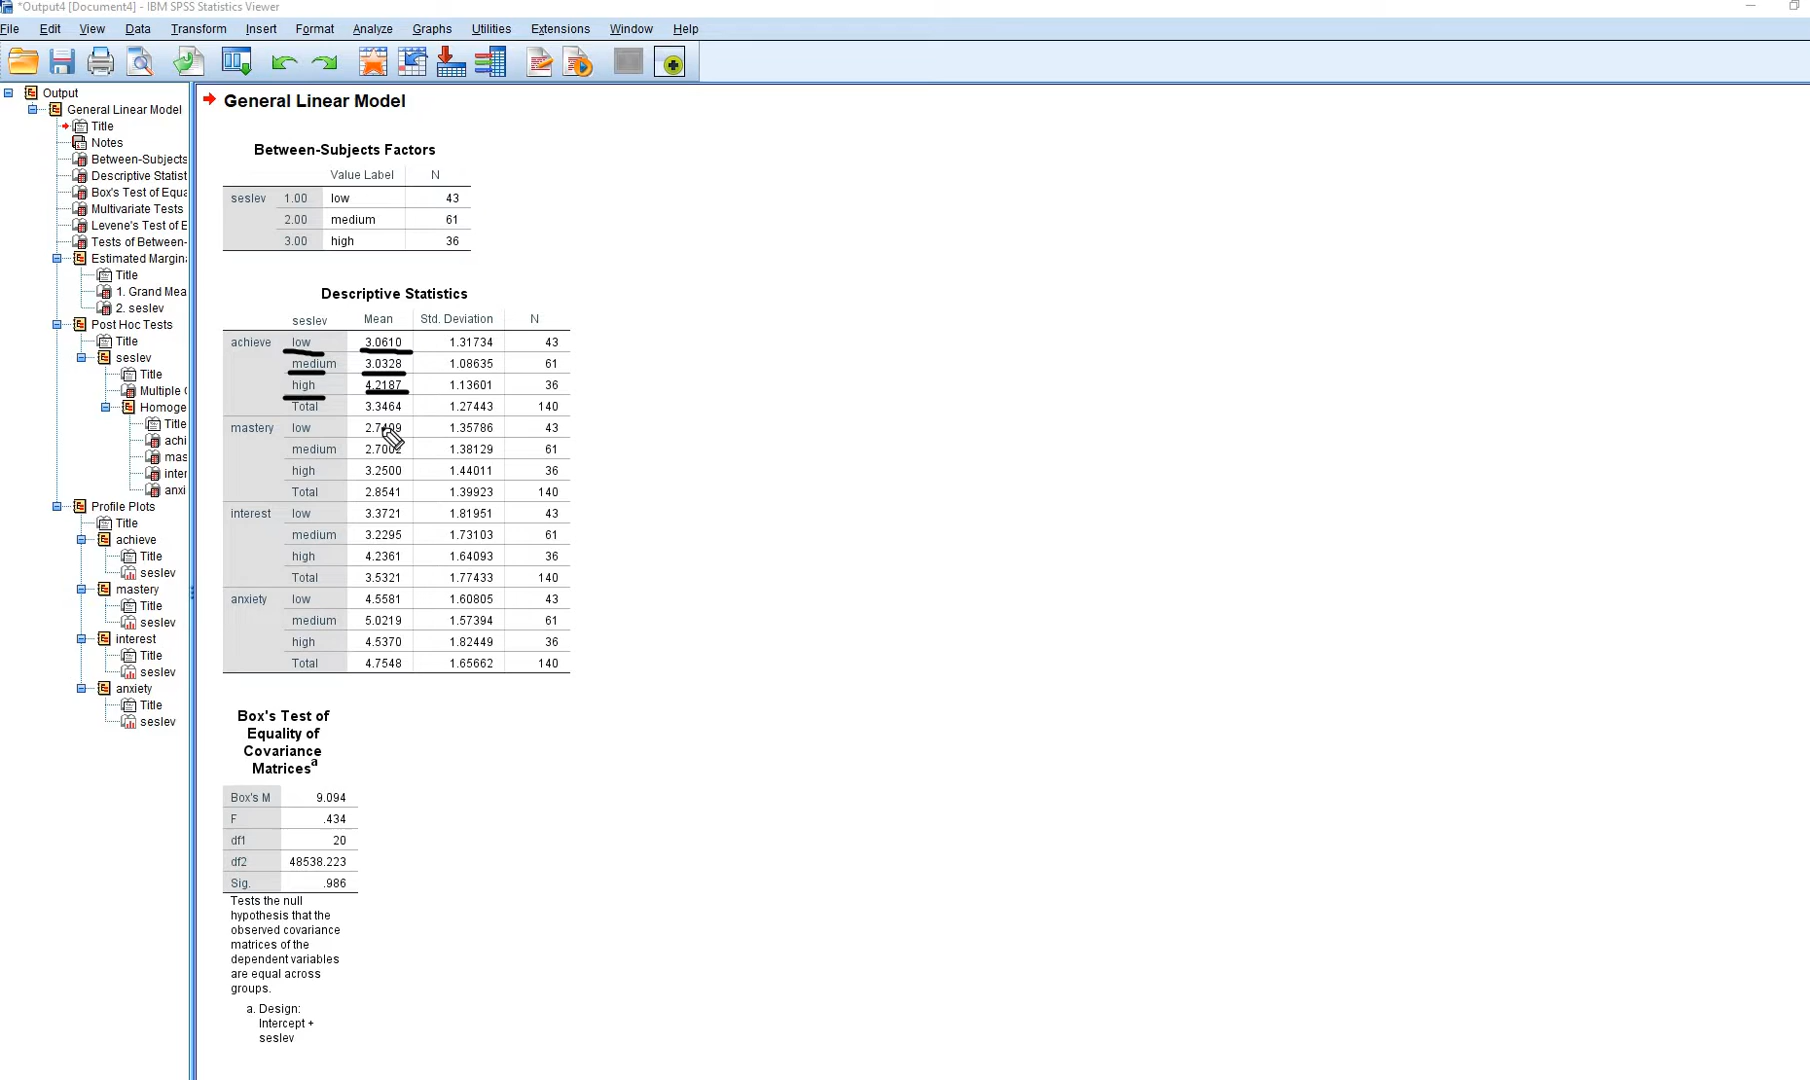 *Output4 [Document4] - IBM SPSS Statistics Viewer
File Edit View Data Transform Insert Format Analyze Graphs Utilities Extensions Window Help
Output
General Linear Model
Title
Notes
Between-Subjects
Descriptive Statist
Box's Test of Equa
Multivariate Tests
Levene's Test of E
Tests of Between-
Estimated Margin
Title
1. Grand Mea
2. seslev
Post Hoc Tests
Title
seslev
Title
Multiple
Homoge
Title
achi
mas
inter
anxi
Profile Plots
Title
achieve
Title
seslev
mastery
Title
seslev
interest
Title
seslev
anxiety
Title
seslev
General Linear Model
Between-Subjects Factors
Value Label N
seslev 1.00 low 43
2.00 medium 61
3.00 high 36
Descriptive Statistics
seslev Mean Std. Deviation N
achieve low 3.0610 1.31734 43
medium 3.0328 1.08635 61
high 4.2187 1.13601 36
Total 3.3464 1.27443 140
mastery low 1.35786 43
medium 2.7002 1.38129 61
high 3.2500 1.44011 36
Total 2.8541 1.39923 140
interest low 3.3721 1.81951 43
medium 3.2295 1.73103 61
high 4.2361 1.64093 36
Total 3.5321 1.77433 140
anxiety low 4.5581 1.60805 43
medium 5.0219 1.57394 61
high 4.5370 1.82449 36
Total 4.7548 1.65662 140
Box's Test of
Equality of
Covariance
Matrices a
Box's M 9.094
F .434
df1 20
df2 48538.223
Sig. .986
Tests the null
hypothesis that the
observed covariance
matrices of the
dependent variables
are equal across
groups.
a. Design:
Intercept +
seslev